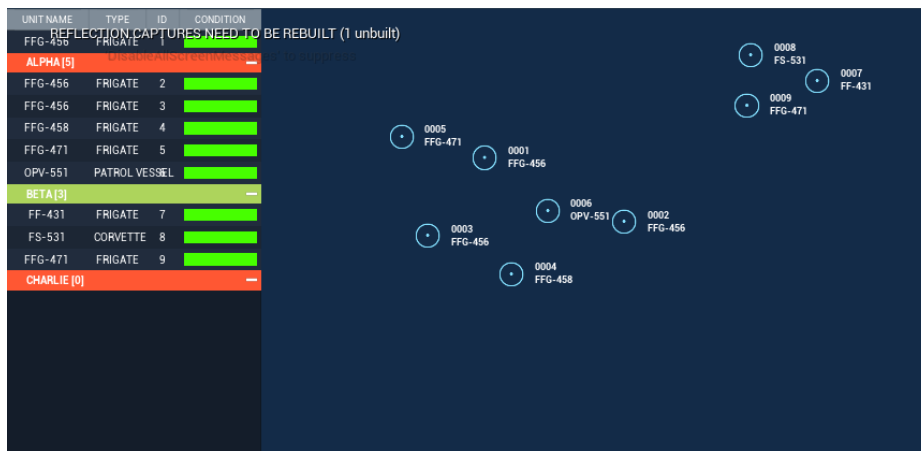 UNIT NAME TYPE ID CONDITION
REFLECTION CAPTURES NEED TO BE REBUILT (1 unbuilt)
FFG-456 FRIGATE 1
'DisableAllScreenMessages' to suppress
ALPHA [5]
FFG-456 FRIGATE 2
FFG-456 FRIGATE 3
FFG-458 FRIGATE 4
FFG-471 FRIGATE 5
OPV-551 PATROL VESSEL 6
BETA [3]
FF-431 FRIGATE 7
FS-531 CORVETTE 8
FFG-471 FRIGATE 9
CHARLIE [0]
0008
FS-531
0007
FF-431
0009
FFG-471
0005
FFG-471
0001
FFG-456
0006
OPV-551
0002
FFG-456
0003
FFG-456
0004
FFG-458